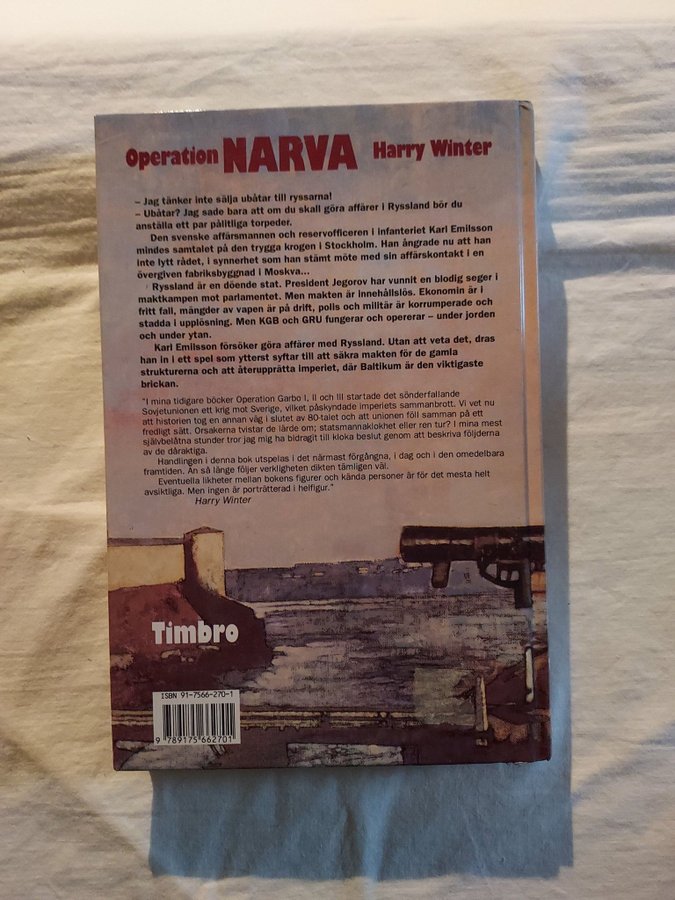 Operation NARVA Harry Winter
– Jag tänker inte sälja ubåtar till ryssarna!
– Ubåtar? Jag sade bara att om du skall göra affärer i Ryssland bör du
anställa ett par pålitliga torpeder.
Den svenske affärsmannen och reservofficeren i infanteriet Karl Emilsson
mindes samtalet på den trygga krogen i Stockholm. Han ångrade nu att han
inte lytt rådet, i synnerhet som han stämt möte med sin affärskontakt i en
övergiven fabriksbyggnad i Moskva...
Ryssland är en döende stat. President Jegorov har vunnit en blodig seger i
maktkampen mot parlamentet. Men makten är innehållslös. Ekonomin är i
fritt fall, mängder av vapen är på drift, polis och militär är korrumperade och
stadda i upplösning. Men KGB och GRU fungerar och opererar – under jorden
och under ytan.
Karl Emilsson försöker göra affärer med Ryssland. Utan att veta det, dras
han in i ett spel som ytterst syftar till att säkra makten för de gamla
strukturerna och att återupprätta imperiet, där Baltikum är den viktigaste
brickan.
"I mina tidigare böcker Operation Garbo I, II och III startade det sönderfallande
Sovjetunionen ett krig mot Sverige, vilket påskyndade imperiets sammanbrott. Vi vet nu
att historien tog en annan väg i slutet av 80-talet och att unionen föll samman på ett
fredligt sätt. Orsakerna tvistar de lärde om; statsmannaklokhet eller ren tur? I mina mest
självbelåtna stunder tror jag mig ha bidragit till kloka beslut genom att beskriva följderna
av de dåraktiga.
Handlingen i denna bok utspelas i det närmast förgångna, i dag och i den omedelbara
framtiden. Än så länge följer verkligheten dikten tämligen väl.
Eventuella likheter mellan bokens figurer och kända personer är för det mesta helt
avsiktliga. Men ingen är porträtterad i helfigur."
Harry Winter
Timbro
ISBN 91-7566-270-1
9 789175 662701